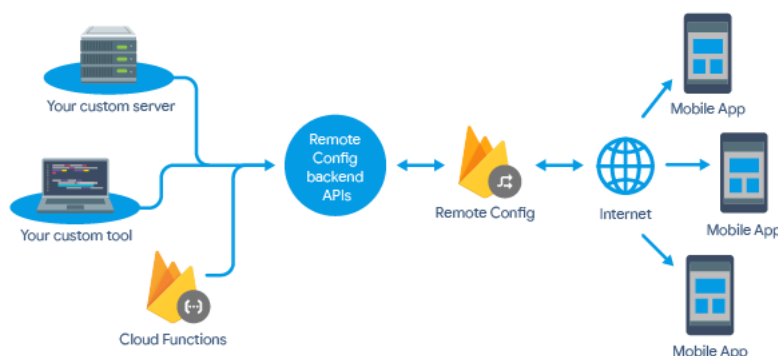 Your custom server
Your custom tool
Cloud Functions
Remote
Config
backend
APIs
Remote Config
Internet
Mobile App
Mobile App
Mobile App